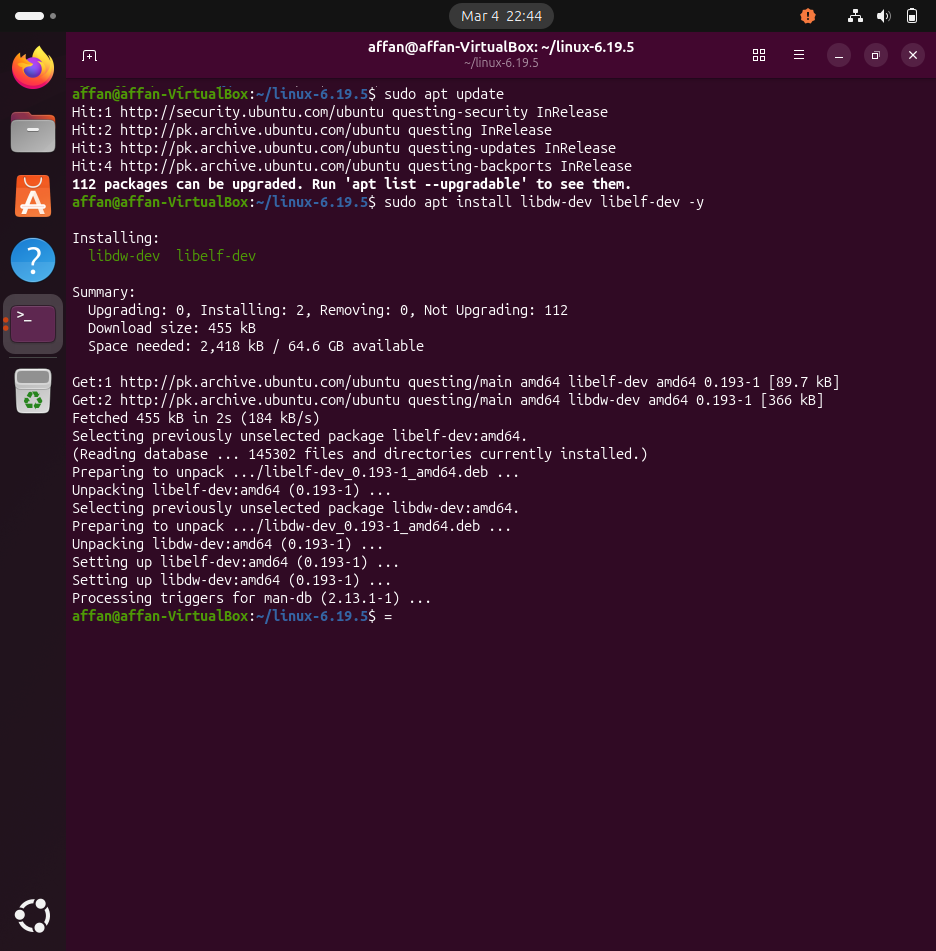 Mar 4 22:44
affan@affan-VirtualBox: ~/linux-6.19.5
~/linux-6.19.5
affan@affan-VirtualBox:~/linux-6.19.5$ sudo apt update
Hit:1 http://security.ubuntu.com/ubuntu questing-security InRelease
Hit:2 http://pk.archive.ubuntu.com/ubuntu questing InRelease
Hit:3 http://pk.archive.ubuntu.com/ubuntu questing-updates InRelease
Hit:4 http://pk.archive.ubuntu.com/ubuntu questing-backports InRelease
112 packages can be upgraded. Run 'apt list --upgradable' to see them.
affan@affan-VirtualBox:~/linux-6.19.5$ sudo apt install libdw-dev libelf-dev -y
Installing:
libdw-dev  libelf-dev
Summary:
Upgrading: 0, Installing: 2, Removing: 0, Not Upgrading: 112
Download size: 455 kB
Space needed: 2,418 kB / 64.6 GB available
Get:1 http://pk.archive.ubuntu.com/ubuntu questing/main amd64 libelf-dev amd64 0.193-1 [89.7 kB]
Get:2 http://pk.archive.ubuntu.com/ubuntu questing/main amd64 libdw-dev amd64 0.193-1 [366 kB]
Fetched 455 kB in 2s (184 kB/s)
Selecting previously unselected package libelf-dev:amd64.
(Reading database ... 145302 files and directories currently installed.)
Preparing to unpack .../libelf-dev_0.193-1_amd64.deb ...
Unpacking libelf-dev:amd64 (0.193-1) ...
Selecting previously unselected package libdw-dev:amd64.
Preparing to unpack .../libdw-dev_0.193-1_amd64.deb ...
Unpacking libdw-dev:amd64 (0.193-1) ...
Setting up libelf-dev:amd64 (0.193-1) ...
Setting up libdw-dev:amd64 (0.193-1) ...
Processing triggers for man-db (2.13.1-1) ...
affan@affan-VirtualBox:~/linux-6.19.5$ =